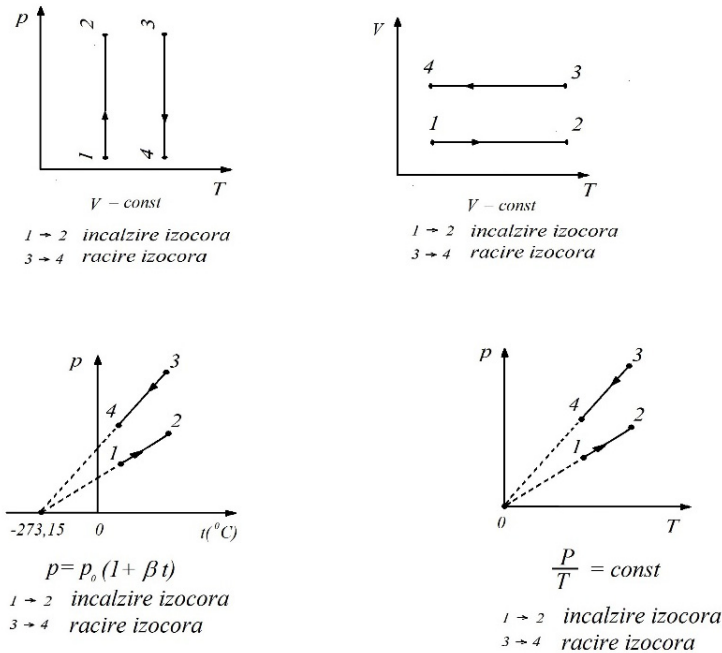 p
2
3
1
4
T
V – const
1 → 2 incalzire izocora
3 → 4 racire izocora
V
4
3
1
2
T
V – const
1 → 2 incalzire izocora
3 → 4 racire izocora
p
3
4
2
1
-273,15 0 t(°C)
p = p₀ (1+ β t)
1 → 2 incalzire izocora
3 → 4 racire izocora
p
3
4
2
1
0 T
P/T = const
1 → 2 incalzire izocora
3 → 4 racire izocora